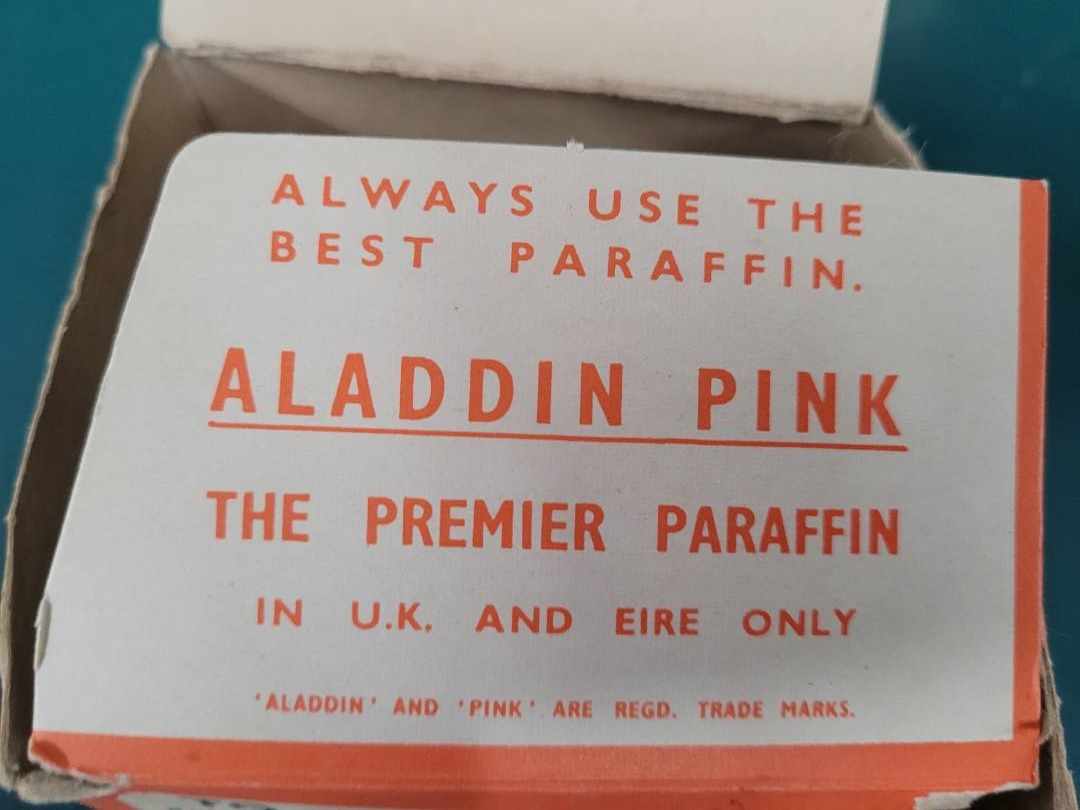 ALWAYS USE THE
BEST PARAFFIN.
ALADDIN PINK
THE PREMIER PARAFFIN
IN U.K. AND EIRE ONLY
'ALADDIN' AND 'PINK' ARE REGD. TRADE MARKS.